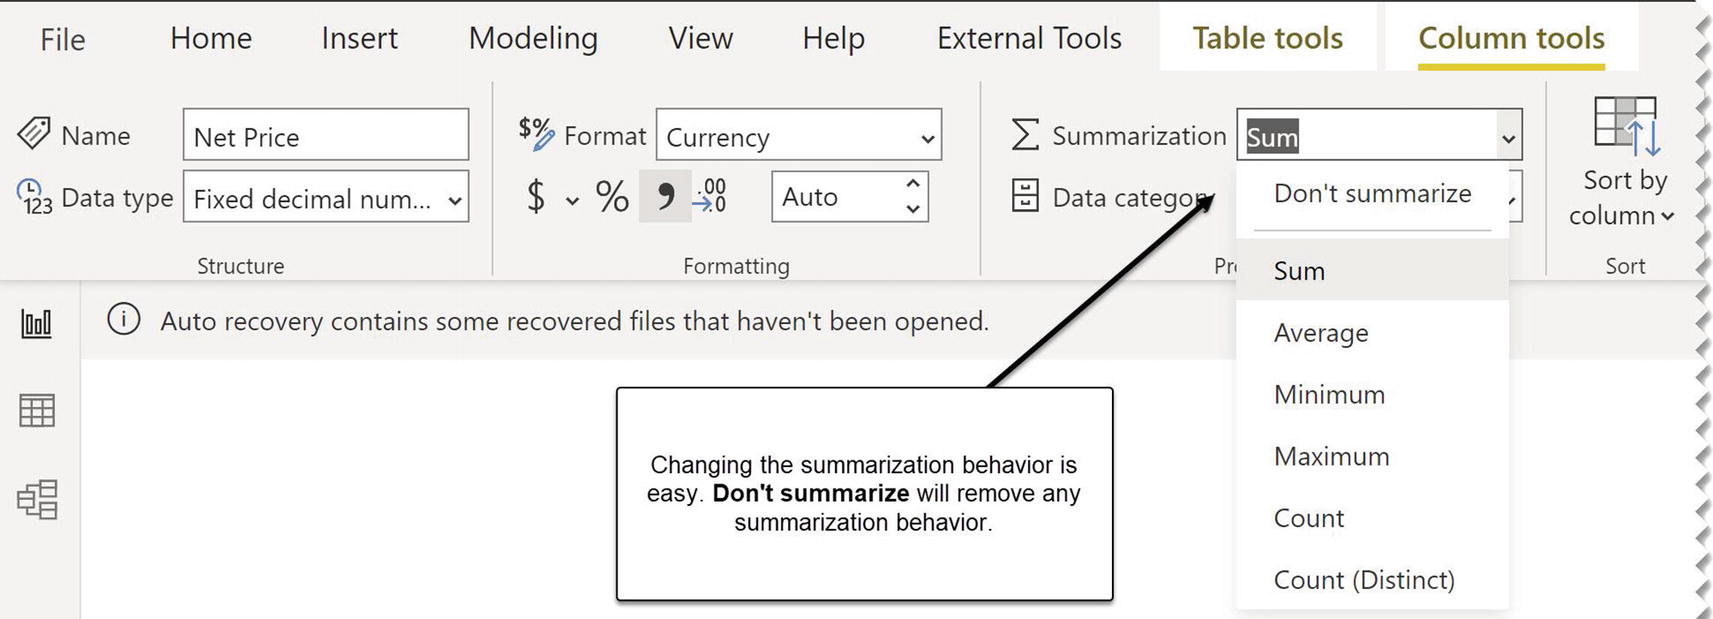 File Home Insert Modeling View Help External Tools Table tools Column tools
Name Net Price $% Format Currency Σ Summarization Sum
123 Data type Fixed decimal num... $ % , .00 .0 Auto Data category Don't summarize Sort by
column
Structure Formatting Sum Sort
Auto recovery contains some recovered files that haven't been opened.
Average
Minimum
Maximum
Count
Count (Distinct)
Changing the summarization behavior is
easy. Don't summarize will remove any
summarization behavior.